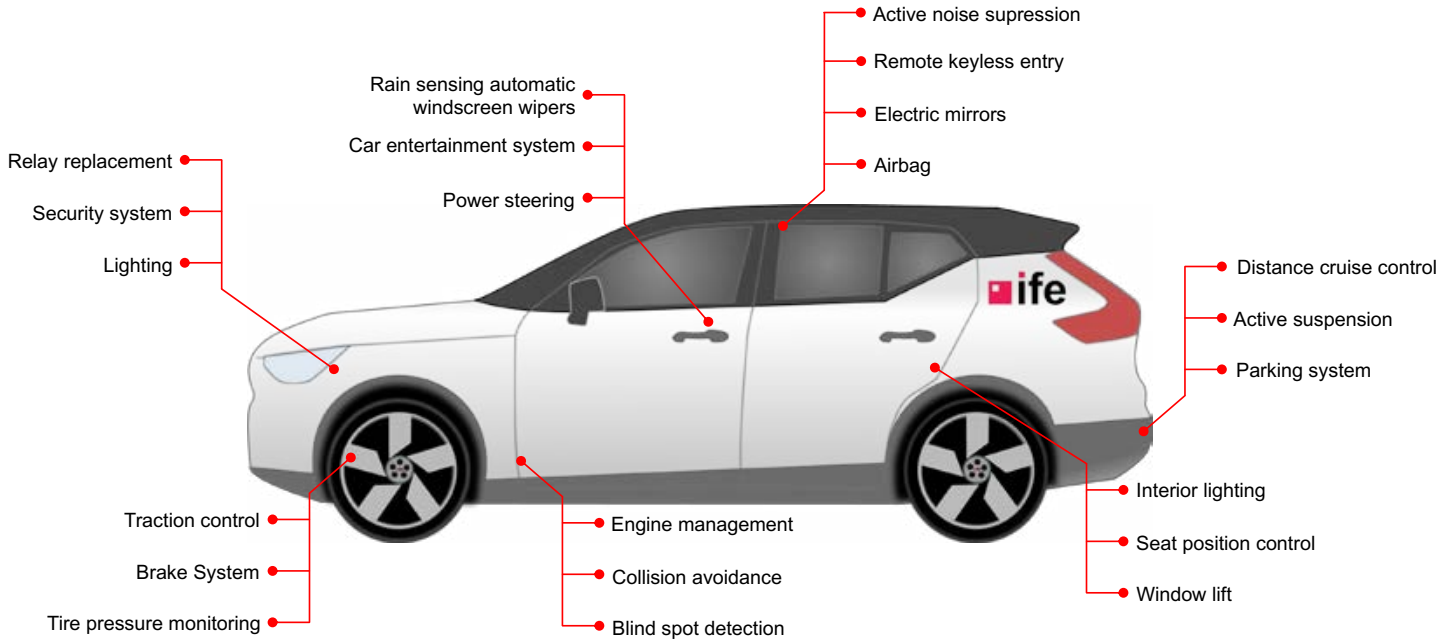 Active noise supression
Remote keyless entry
Electric mirrors
Airbag
Rain sensing automatic
windscreen wipers
Car entertainment system
Power steering
Relay replacement
Security system
Lighting
ife
Distance cruise control
Active suspension
Parking system
Traction control
Brake System
Tire pressure monitoring
Engine management
Collision avoidance
Blind spot detection
Interior lighting
Seat position control
Window lift